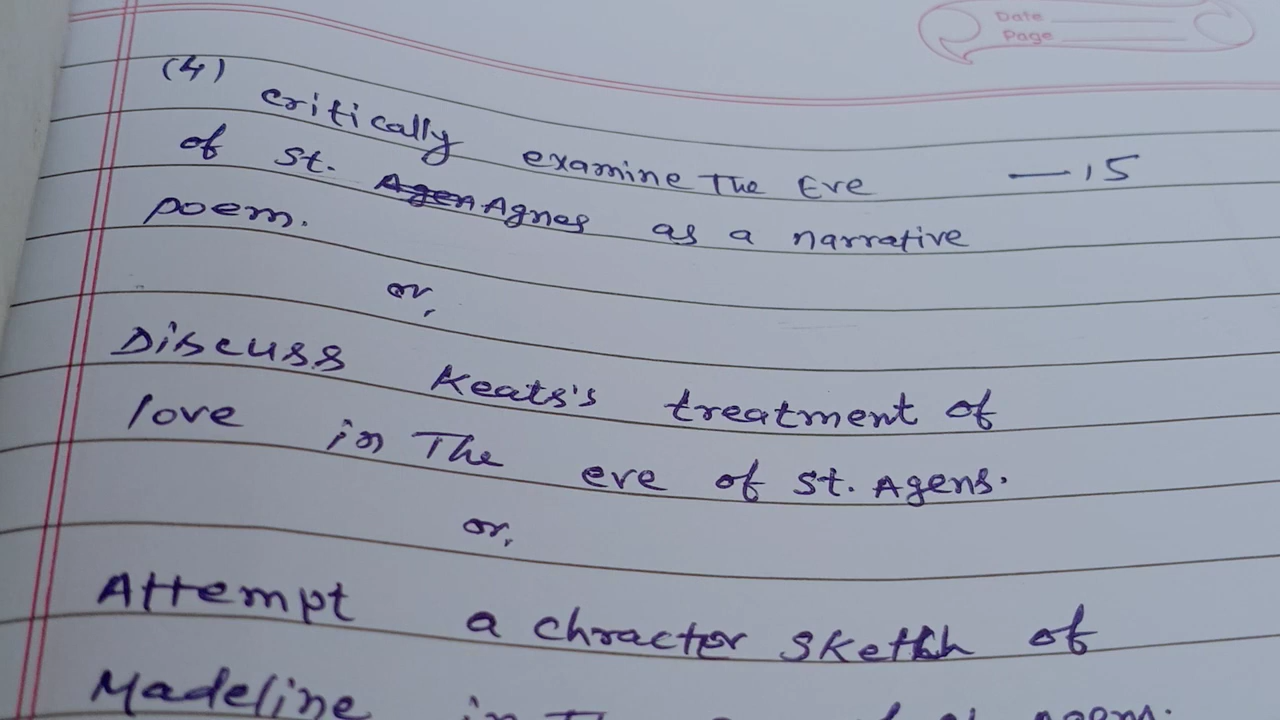 Date
Page
(4)
critically examine The Eve — 15
of St. Agen Agnes as a narrative
poem.
or,
Discuss Keats's treatment of
love in The eve of St. Agens.
or,
Attempt a chracter sketch of
Madeline in